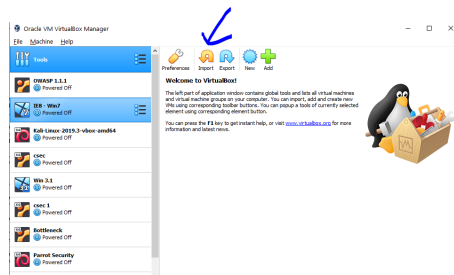 Oracle VM VirtualBox Manager
File Machine Help
Tools
Preferences Import Export New Add
OWASP 1.1.1
Powered Off
IE8 - Win7
Powered Off
Kali-Linux-2019.3-vbox-amd64
Powered Off
csec
Powered Off
Win 3.1
Powered Off
csec 1
Powered Off
Bottleneck
Powered Off
Parrot Security
Powered Off
Welcome to VirtualBox!
The left part of application window contains global tools and lists all virtual machines
and virtual machine groups on your computer. You can import, add and create new
VMs using corresponding toolbar buttons. You can popup a tools of currently selected
element using corresponding element button.
You can press the F1 key to get instant help, or visit www.virtualbox.org for more
information and latest news.